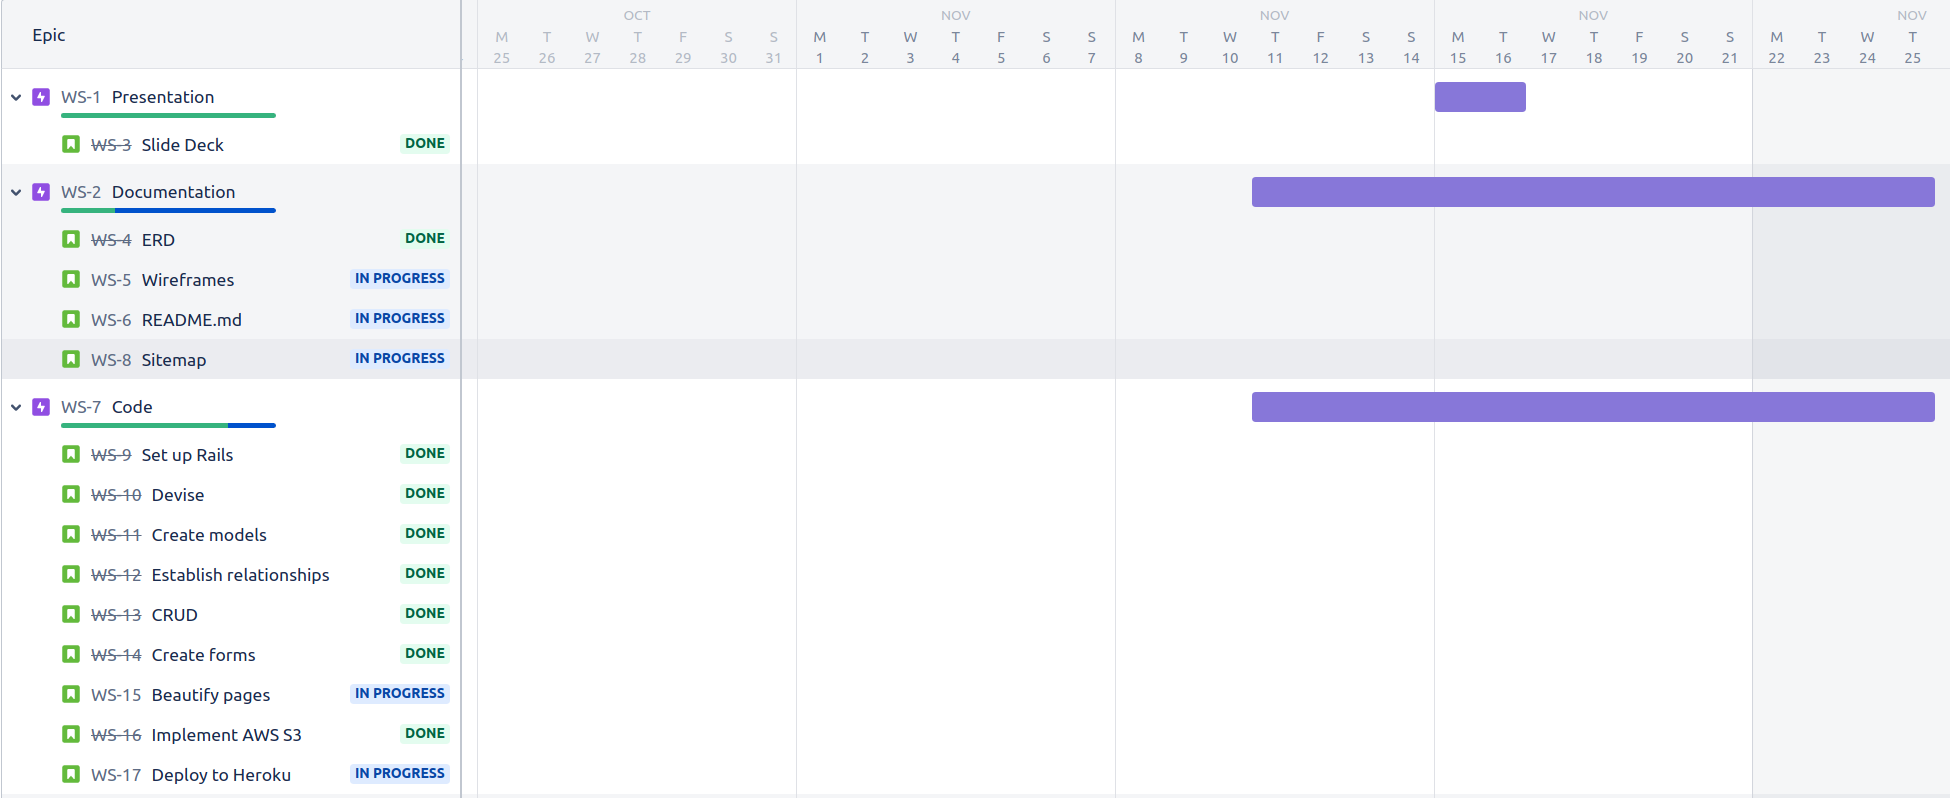 Epic
OCT NOV NOV NOV NOV
M T W T F S S M T W T F S S M T W T F S S M T W T F S S M T W T
25 26 27 28 29 30 31 1 2 3 4 5 6 7 8 9 10 11 12 13 14 15 16 17 18 19 20 21 22 23 24 25
WS-1 Presentation
WS-3 Slide Deck DONE
WS-2 Documentation
WS-4 ERD DONE
WS-5 Wireframes IN PROGRESS
WS-6 README.md IN PROGRESS
WS-8 Sitemap IN PROGRESS
WS-7 Code
WS-9 Set up Rails DONE
WS-10 Devise DONE
WS-11 Create models DONE
WS-12 Establish relationships DONE
WS-13 CRUD DONE
WS-14 Create forms DONE
WS-15 Beautify pages IN PROGRESS
WS-16 Implement AWS S3 DONE
WS-17 Deploy to Heroku IN PROGRESS